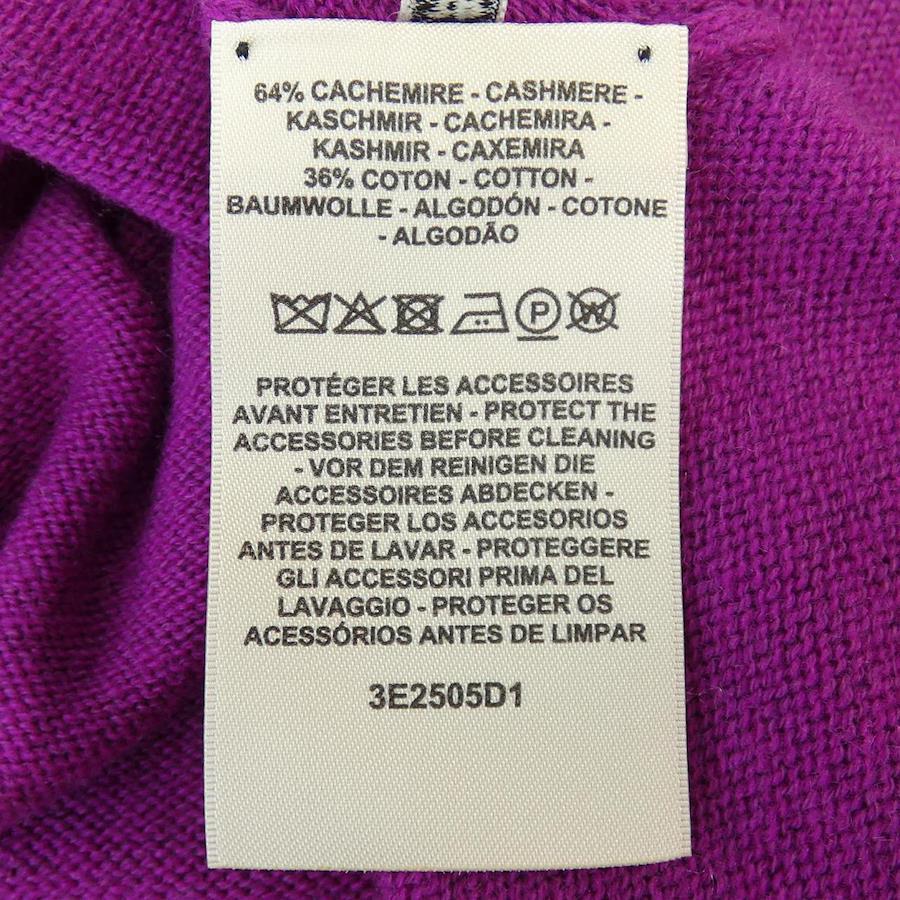 64% CACHEMIRE - CASHMERE -
KASCHMIR - CACHEMIRA -
KASHMIR - CAXEMIRA
36% COTON - COTTON -
BAUMWOLLE - ALGODÓN - COTONE
- ALGODÃO
P W
PROTÉGER LES ACCESSOIRES
AVANT ENTRETIEN - PROTECT THE
ACCESSORIES BEFORE CLEANING
- VOR DEM REINIGEN DIE
ACCESSOIRES ABDECKEN -
PROTEGER LOS ACCESORIOS
ANTES DE LAVAR - PROTEGGERE
GLI ACCESSORI PRIMA DEL
LAVAGGIO - PROTEGER OS
ACESSÓRIOS ANTES DE LIMPAR
3E2505D1